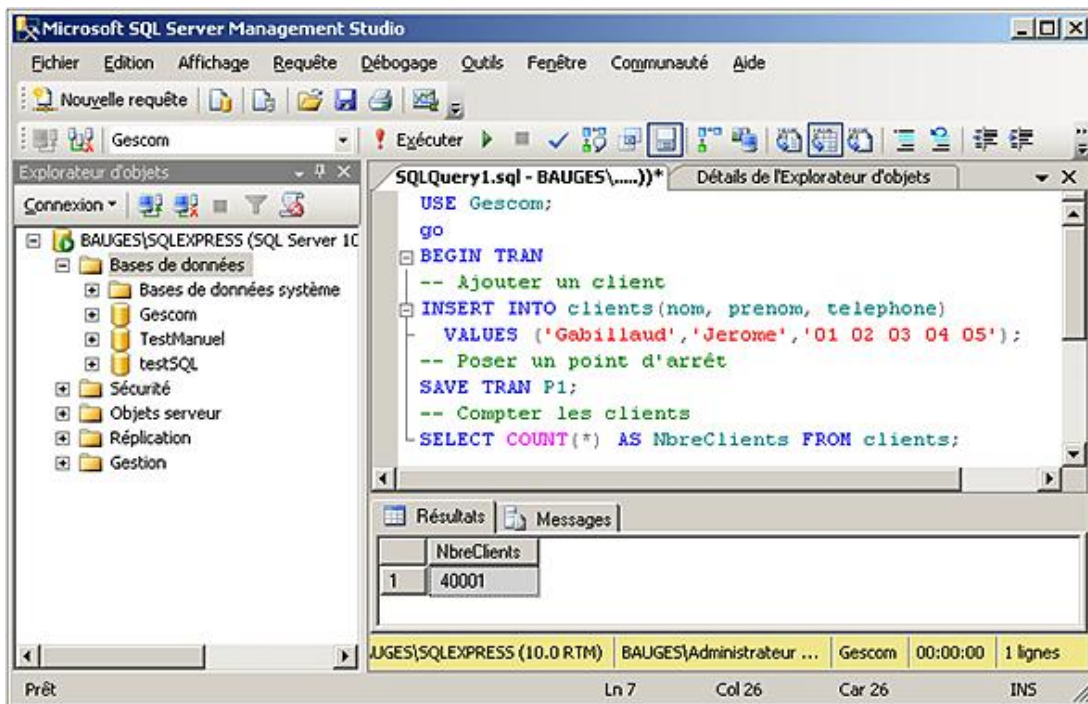 Microsoft SQL Server Management Studio
Fichier Edition Affichage Requête Débogage Outils Fenêtre Communauté Aide
Nouvelle requête
Gescom
Exécuter
Explorateur d'objets
Connexion
BAUGES\SQLEXPRESS (SQL Server 10
Bases de données
Bases de données système
Gescom
TestManuel
testSQL
Sécurité
Objets serveur
Réplication
Gestion
SQLQuery1.sql - BAUGES\.....))*
Détails de l'Explorateur d'objets
USE Gescom;
go
BEGIN TRAN
-- Ajouter un client
INSERT INTO clients(nom, prenom, telephone)
VALUES ('Gabillaud','Jerome','01 02 03 04 05');
-- Poser un point d'arrêt
SAVE TRAN P1;
-- Compter les clients
SELECT COUNT(*) AS NbreClients FROM clients;
Résultats
Messages
NbreClients
1 40001
UGES\SQLEXPRESS (10.0 RTM) BAUGES\Administrateur ... Gescom 00:00:00 1 lignes
Prêt Ln 7 Col 26 Car 26 INS